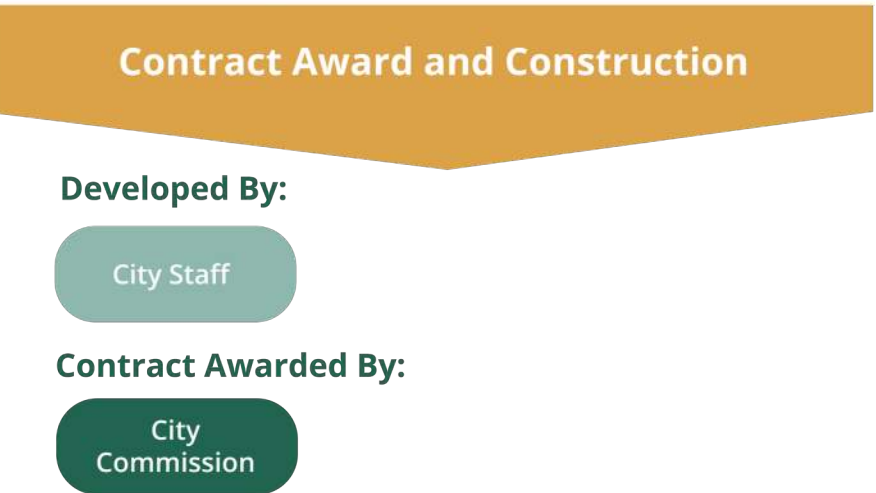 Contract Award and Construction
Developed By:
City Staff
Contract Awarded By:
City
Commission